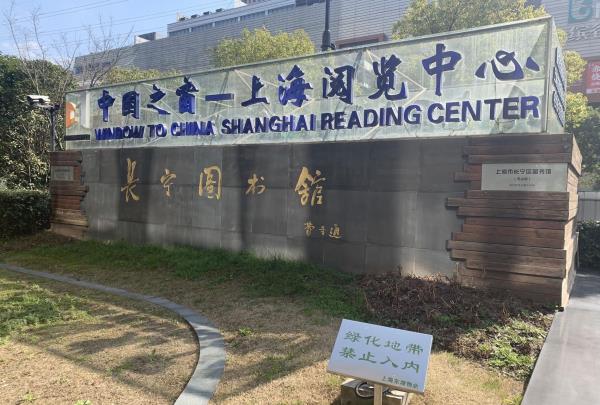 中国之窗—上海阅览中心
WINDOW TO CHINA SHANGHAI READING CENTER
长宁图书馆
上海市长宁区图书馆
绿化地带
禁止入内